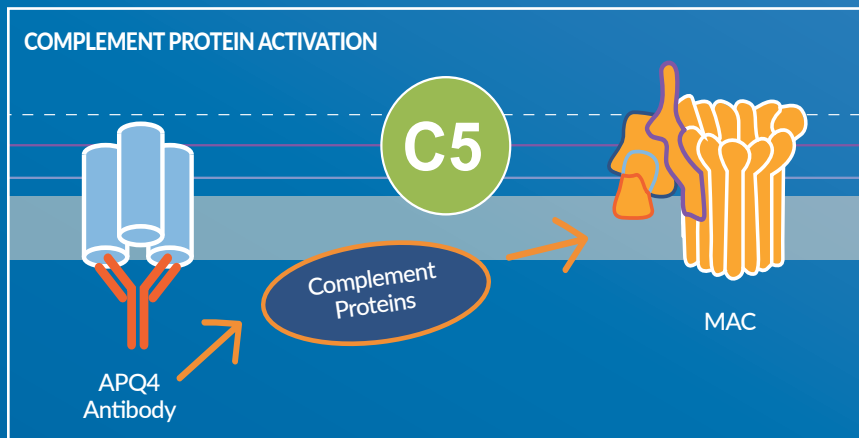 COMPLEMENT PROTEIN ACTIVATION
C5
Complement
Proteins
MAC
APQ4
Antibody